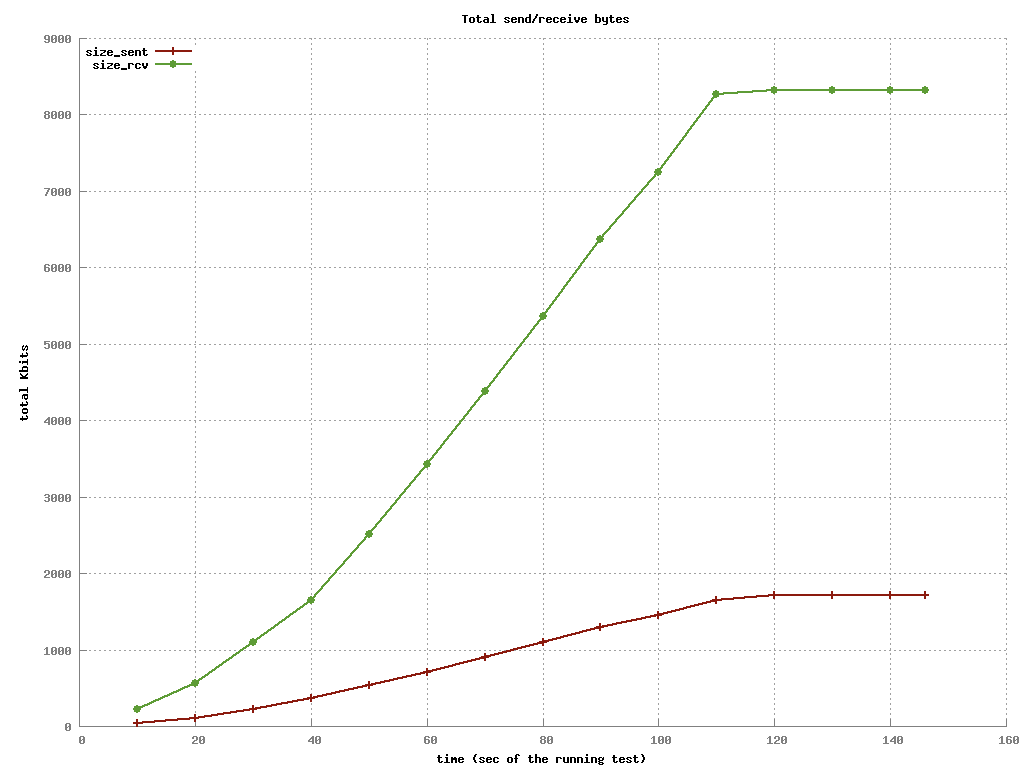 Total send/receive bytes
size_sent
size_rcv
9000
8000
7000
6000
5000
4000
3000
2000
1000
0
total Kbits
0 20 40 60 80 100 120 140 160
time (sec of the running test)